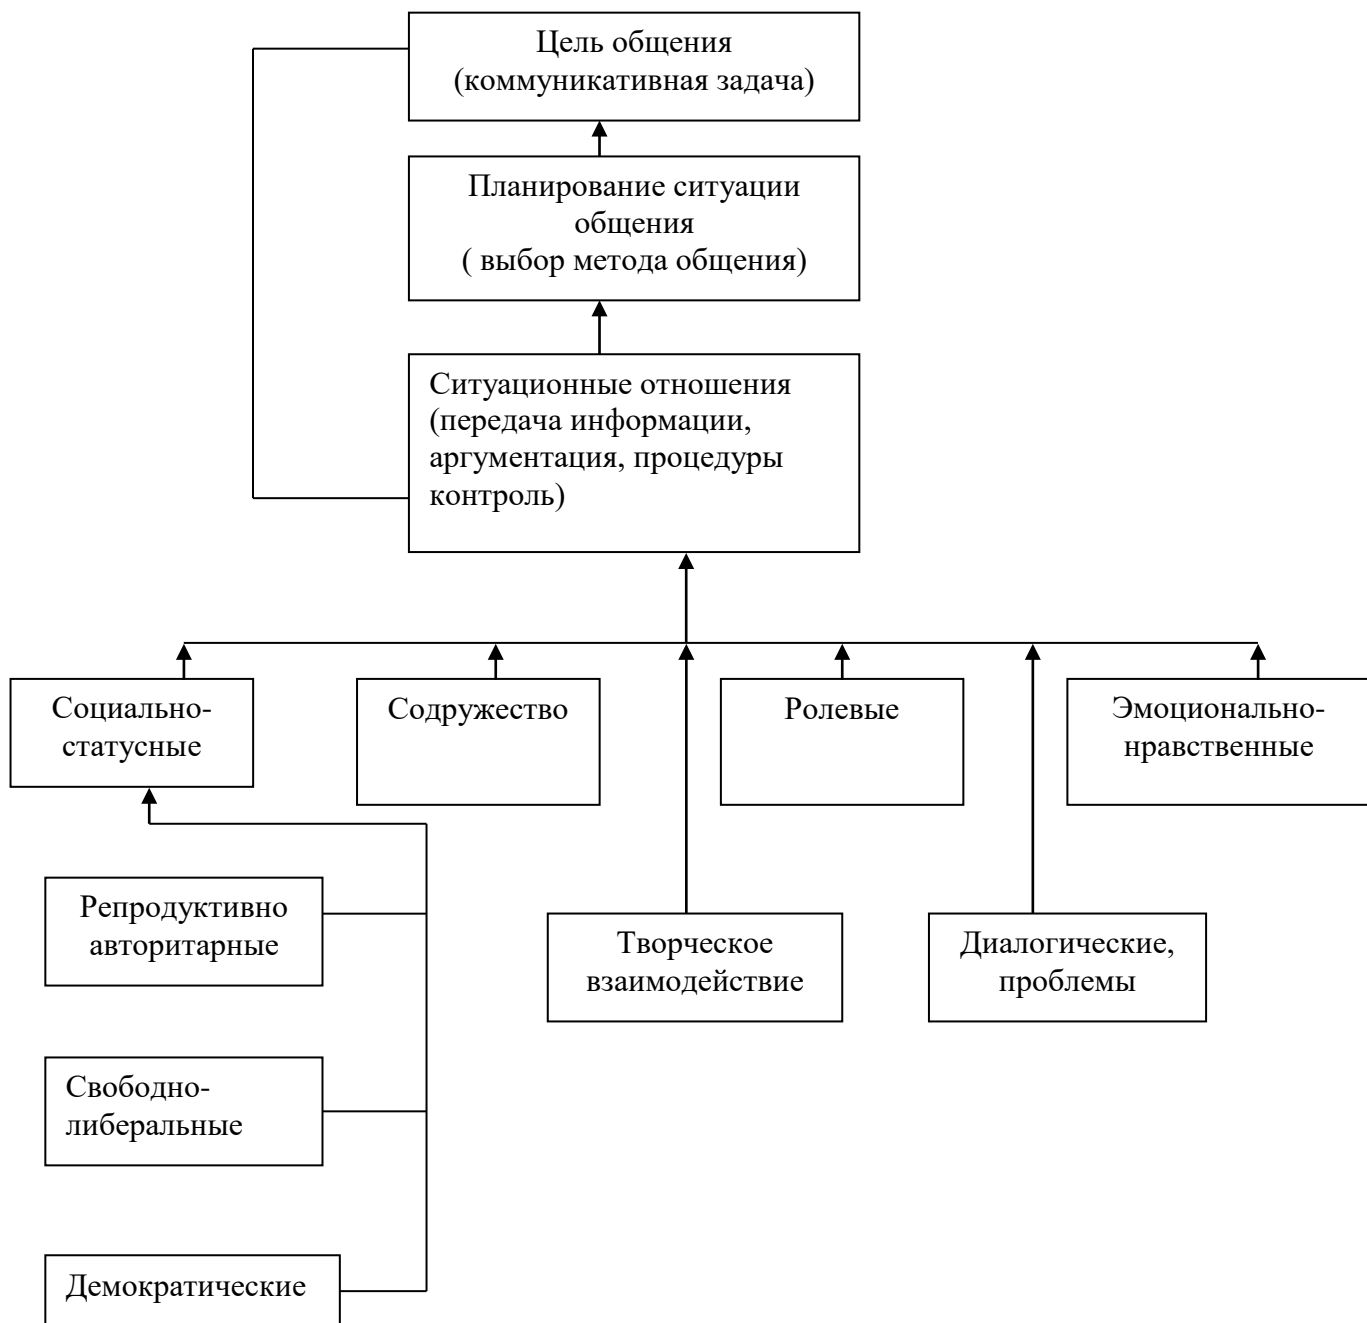 Цель общения
(коммуникативная задача)
Планирование ситуации
общения
( выбор метода общения)
Ситуационные отношения
(передача информации,
аргументация, процедуры
контроль)
Социально-
статусные
Содружество
Ролевые
Эмоционально-
нравственные
Репродуктивно
авторитарные
Творческое
взаимодействие
Диалогические,
проблемы
Свободно-
либеральные
Демократические